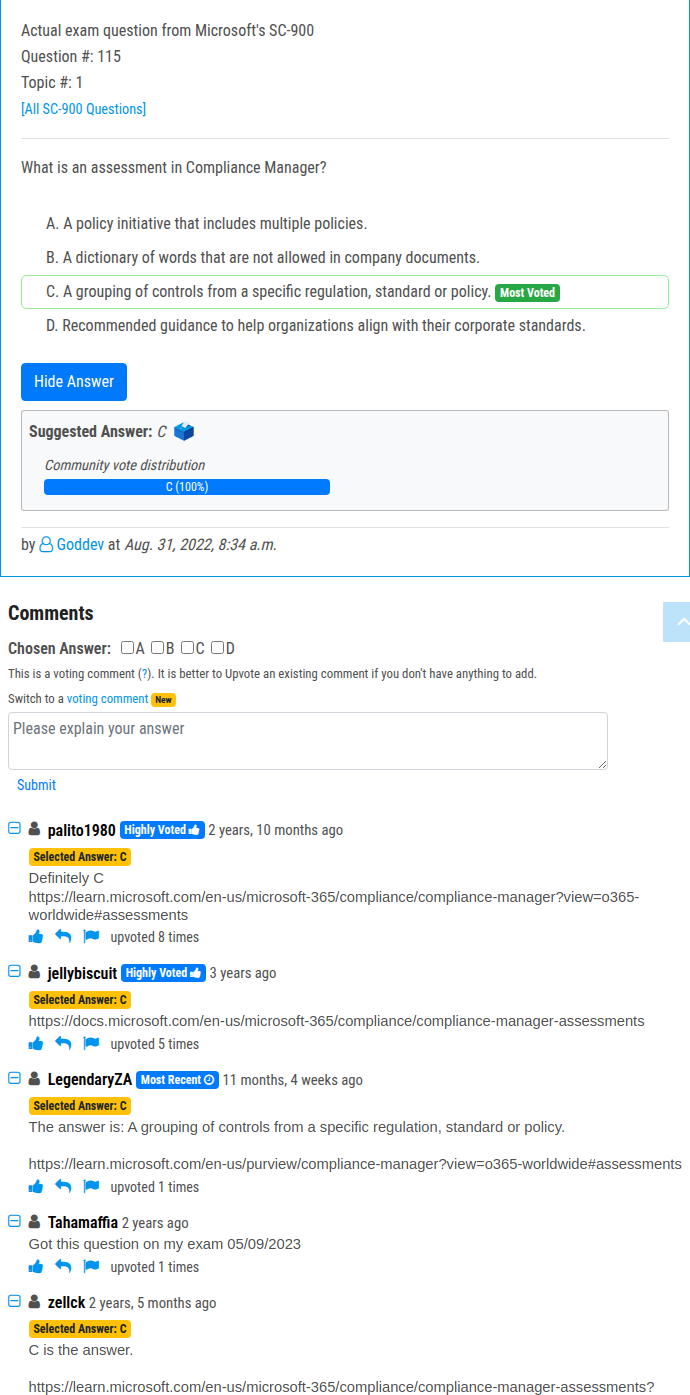 Actual exam question from Microsoft's SC-900
Question #: 115
Topic #: 1
[All SC-900 Questions]
What is an assessment in Compliance Manager?
A. A policy initiative that includes multiple policies.
B. A dictionary of words that are not allowed in company documents.
C. A grouping of controls from a specific regulation, standard or policy. Most Voted
D. Recommended guidance to help organizations align with their corporate standards.
Hide Answer
Suggested Answer: C
Community vote distribution
C (100%)
by Goddev at Aug. 31, 2022, 8:34 a.m.
Comments
Chosen Answer: A B C D
This is a voting comment (?). It is better to Upvote an existing comment if you don't have anything to add.
Switch to a voting comment New
Please explain your answer
Submit
palito1980 Highly Voted 2 years, 10 months ago
Selected Answer: C
Definitely C
https://learn.microsoft.com/en-us/microsoft-365/compliance/compliance-manager?view=o365-
worldwide#assessments
upvoted 8 times
jellybiscuit Highly Voted 3 years ago
Selected Answer: C
https://docs.microsoft.com/en-us/microsoft-365/compliance/compliance-manager-assessments
upvoted 5 times
LegendaryZA Most Recent 11 months, 4 weeks ago
Selected Answer: C
The answer is: A grouping of controls from a specific regulation, standard or policy.
https://learn.microsoft.com/en-us/purview/compliance-manager?view=o365-worldwide#assessments
upvoted 1 times
Tahamaffia 2 years ago
Got this question on my exam 05/09/2023
upvoted 1 times
zellck 2 years, 5 months ago
Selected Answer: C
C is the answer.
https://learn.microsoft.com/en-us/microsoft-365/compliance/compliance-manager-assessments?